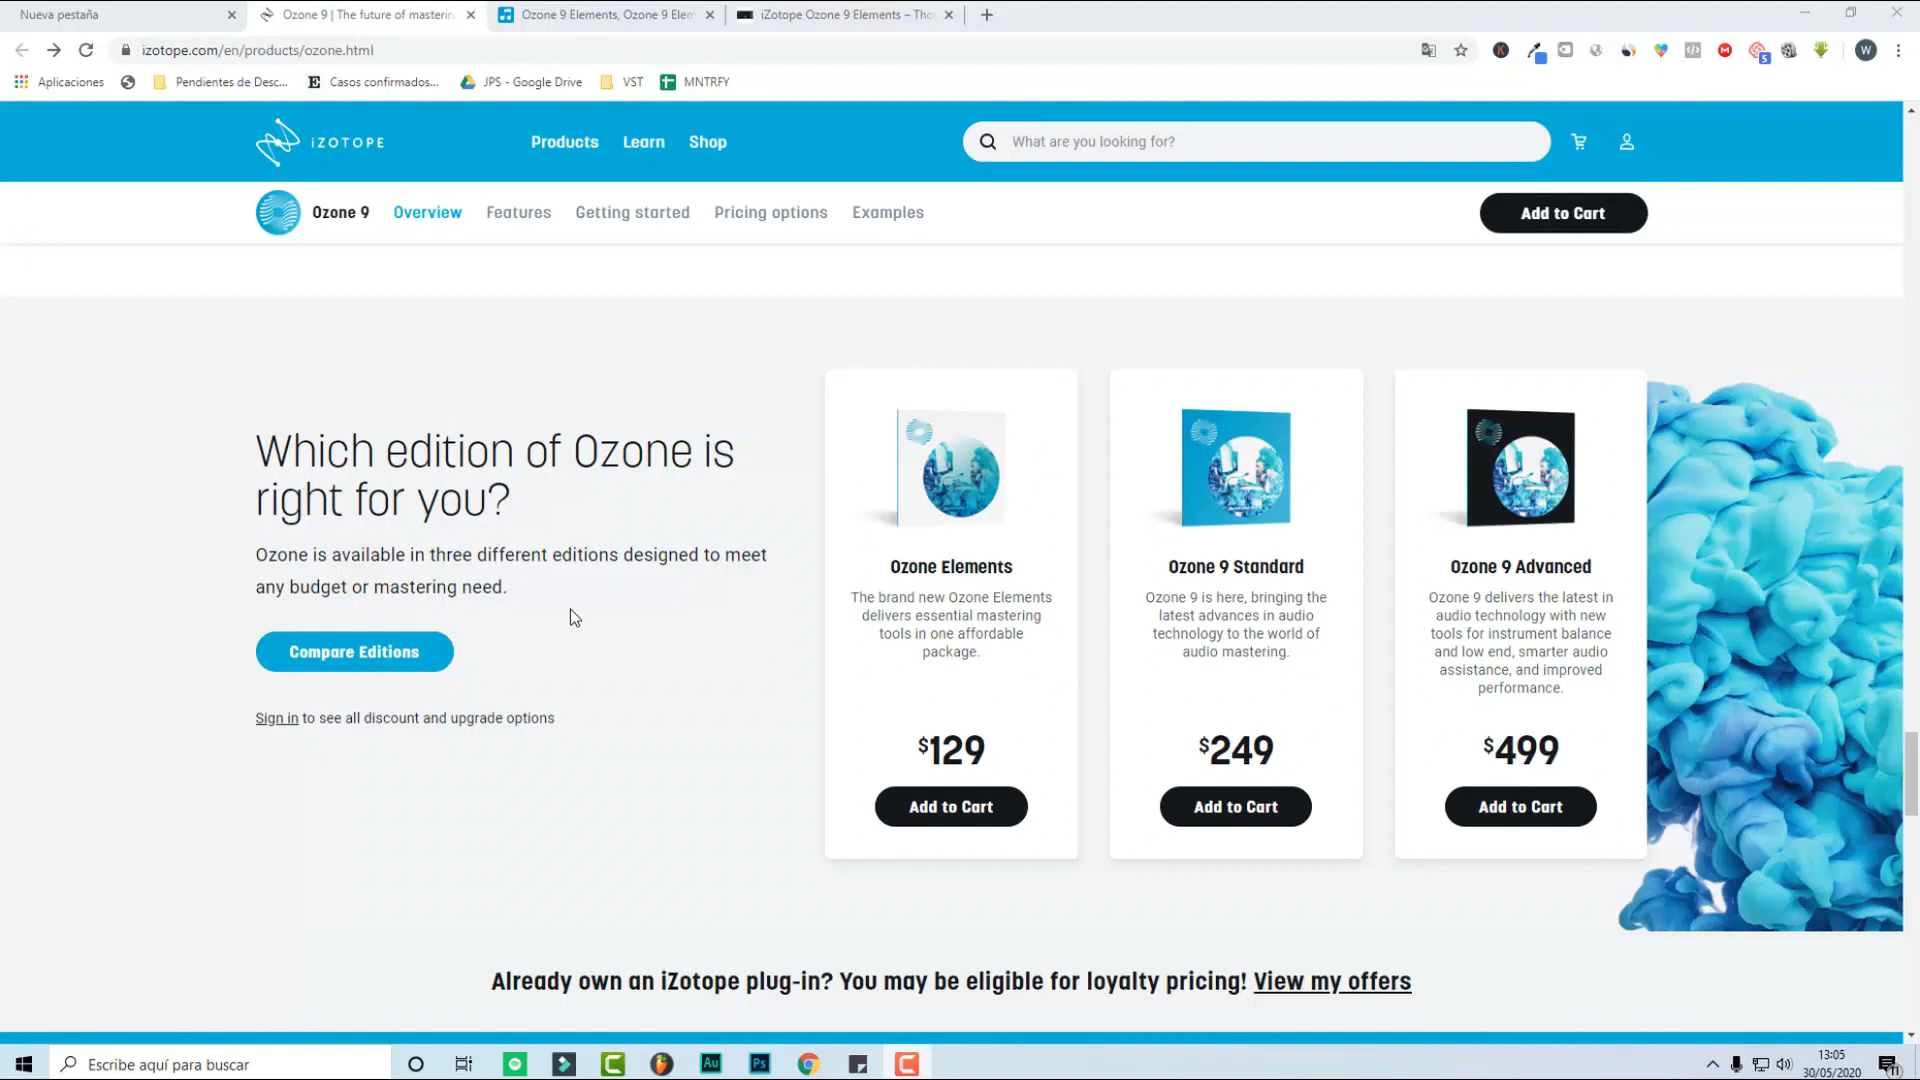 Nueva pestaña
Ozone 9 | The future of masterin
Ozone 9 Elements, Ozone 9 Elem
iZotope Ozone 9 Elements – Tho
izotope.com/en/products/ozone.html
Aplicaciones
Pendientes de Desc...
Casos confirmados...
JPS - Google Drive
VST
MNTRFY
iZOTOPE
Products
Learn
Shop
What are you looking for?
Ozone 9
Overview
Features
Getting started
Pricing options
Examples
Add to Cart
Which edition of Ozone is
right for you?
Ozone is available in three different editions designed to meet
any budget or mastering need.
Compare Editions
Sign in to see all discount and upgrade options
Ozone Elements
The brand new Ozone Elements
delivers essential mastering
tools in one affordable
package.
$129
Add to Cart
Ozone 9 Standard
Ozone 9 is here, bringing the
latest advances in audio
technology to the world of
audio mastering.
$249
Add to Cart
Ozone 9 Advanced
Ozone 9 delivers the latest in
audio technology with new
tools for instrument balance
and low end, smarter audio
assistance, and improved
performance.
$499
Add to Cart
Already own an iZotope plug-in? You may be eligible for loyalty pricing! View my offers
Escribe aquí para buscar
Au
Ps
13:05
30/05/2020
11